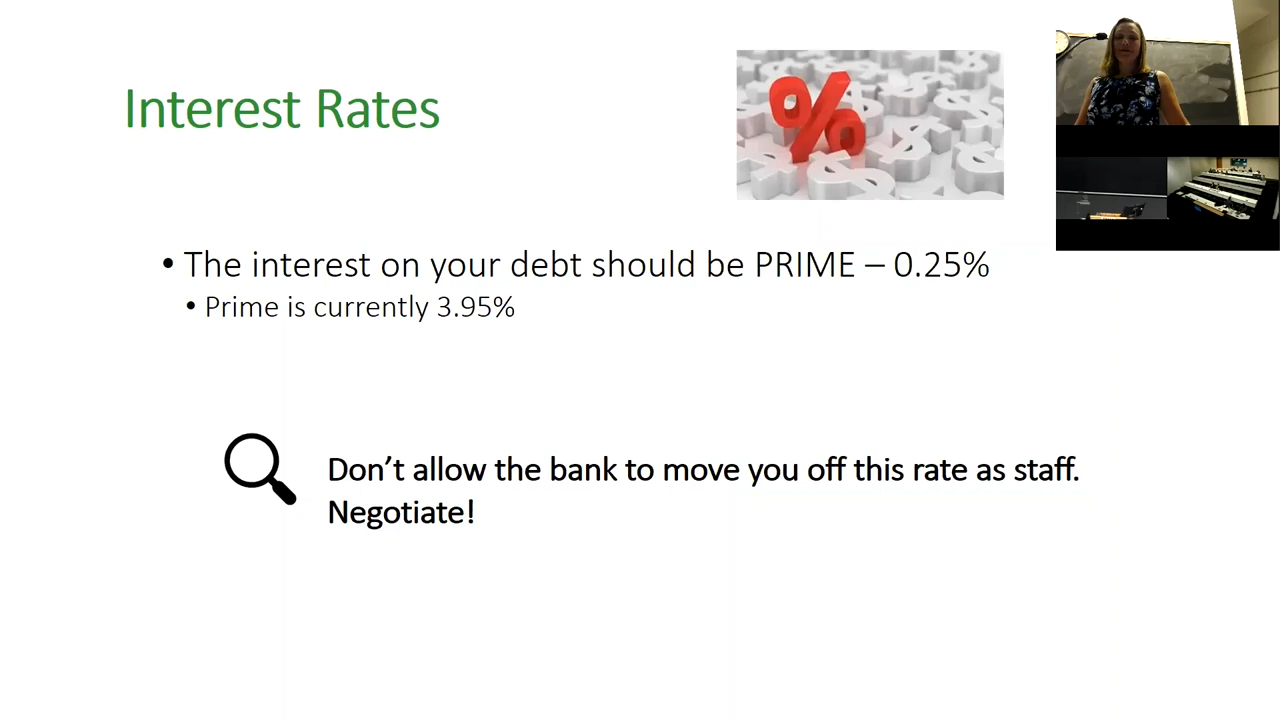 Interest Rates
• The interest on your debt should be PRIME – 0.25%
• Prime is currently 3.95%
Don’t allow the bank to move you off this rate as staff.
Negotiate!